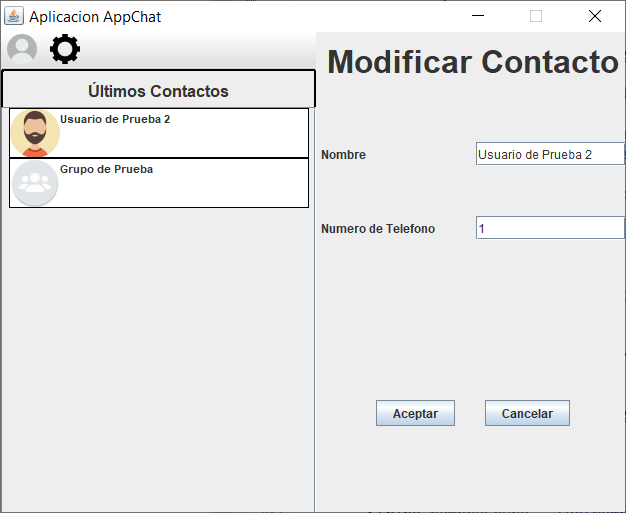 Aplicacion AppChat
Modificar Contacto
Últimos Contactos
Usuario de Prueba 2
Grupo de Prueba
Nombre
Usuario de Prueba 2
Numero de Telefono
1
Aceptar
Cancelar